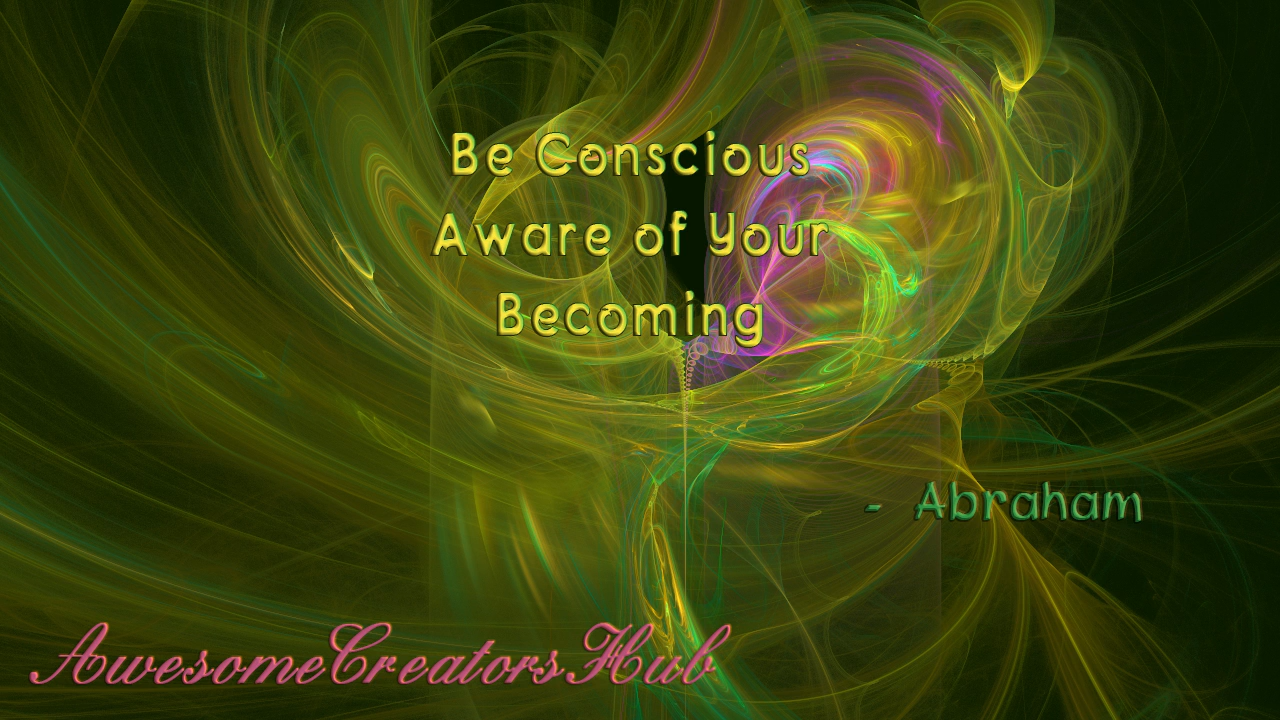 Be Conscious
Aware of Your
Becoming
- Abraham
AwesomeCreatorsHub